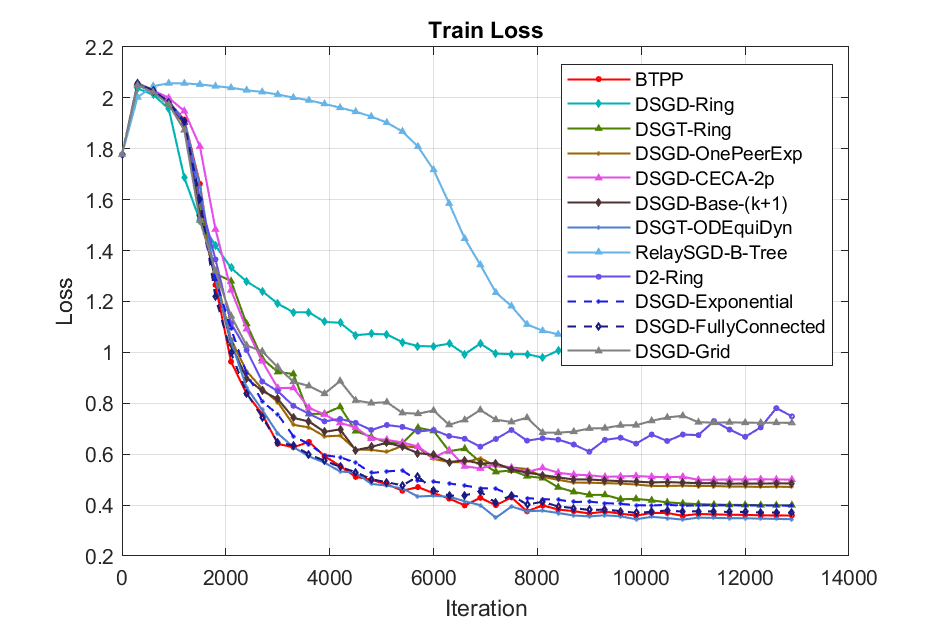 Train Loss
2.2
2
1.8
1.6
1.4
1.2
1
0.8
0.6
0.4
0.2
Loss
0
2000
4000
6000
8000
10000
12000
14000
Iteration
BTPP
DSGD-Ring
DSGT-Ring
DSGD-OnePeerExp
DSGD-CECA-2p
DSGD-Base-(k+1)
DSGT-ODEquiDyn
RelaySGD-B-Tree
D2-Ring
DSGD-Exponential
DSGD-FullyConnected
DSGD-Grid